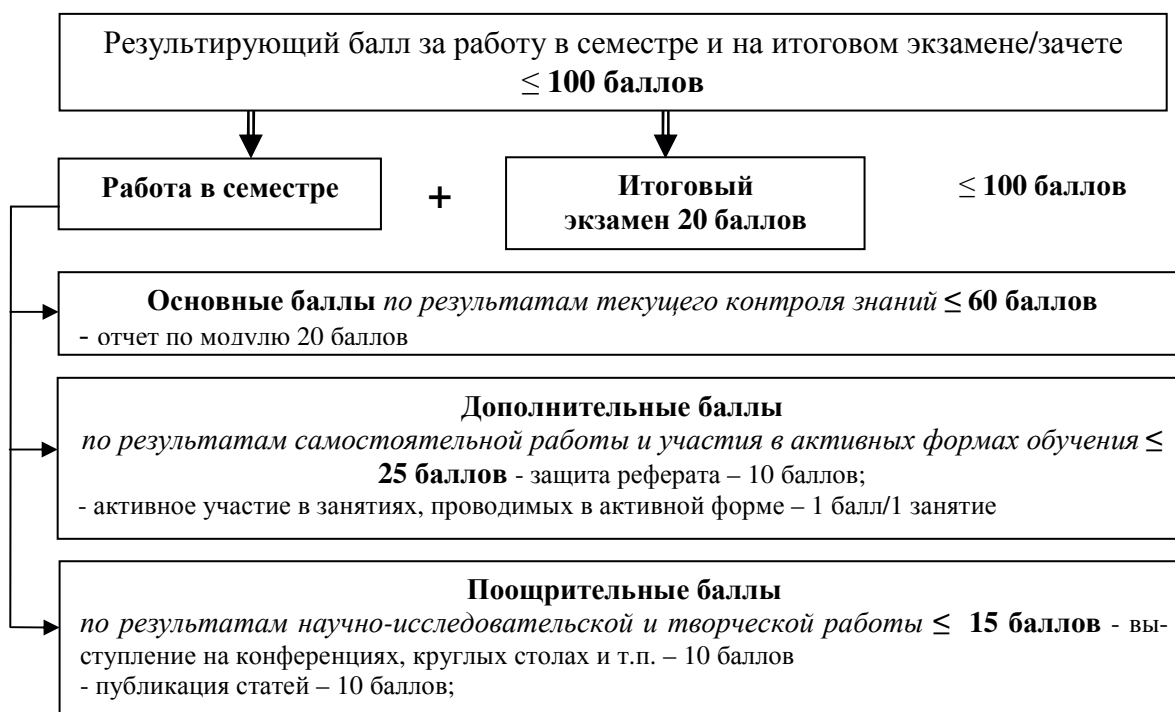 Результирующий балл за работу в семестре и на итоговом экзамене/зачете
≤ 100 баллов
Работа в семестре
+
Итоговый
экзамен 20 баллов
≤ 100 баллов
Основные баллы по результатам текущего контроля знаний ≤ 60 баллов
- отчет по модулю 20 баллов
Дополнительные баллы
по результатам самостоятельной работы и участия в активных формах обучения ≤
25 баллов - защита реферата – 10 баллов;
- активное участие в занятиях, проводимых в активной форме – 1 балл/1 занятие
Поощрительные баллы
по результатам научно-исследовательской и творческой работы ≤ 15 баллов - вы-
ступление на конференциях, круглых столах и т.п. – 10 баллов
- публикация статей – 10 баллов;